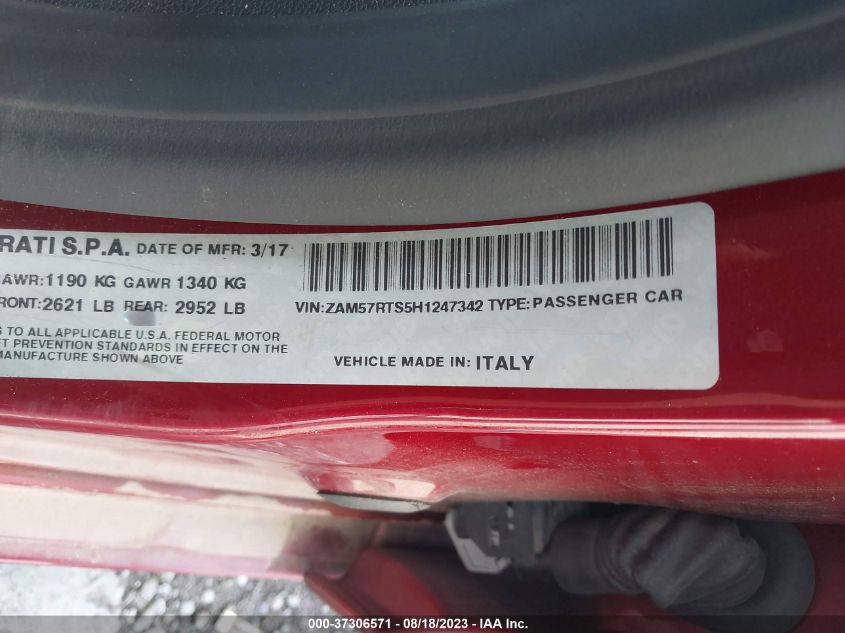 RATI S.P.A. DATE OF MFR: 3/17
GAWR:1190 KG GAWR 1340 KG
FRONT:2621 LB REAR: 2952 LB
VIN:ZAM57RTS5H1247342 TYPE:PASSENGER CAR
S TO ALL APPLICABLE U.S.A. FEDERAL MOTOR
FT PREVENTION STANDARDS IN EFFECT ON THE
MANUFACTURE SHOWN ABOVE
VEHICLE MADE IN: ITALY
000-37306571 - 08/18/2023 - IAA Inc.